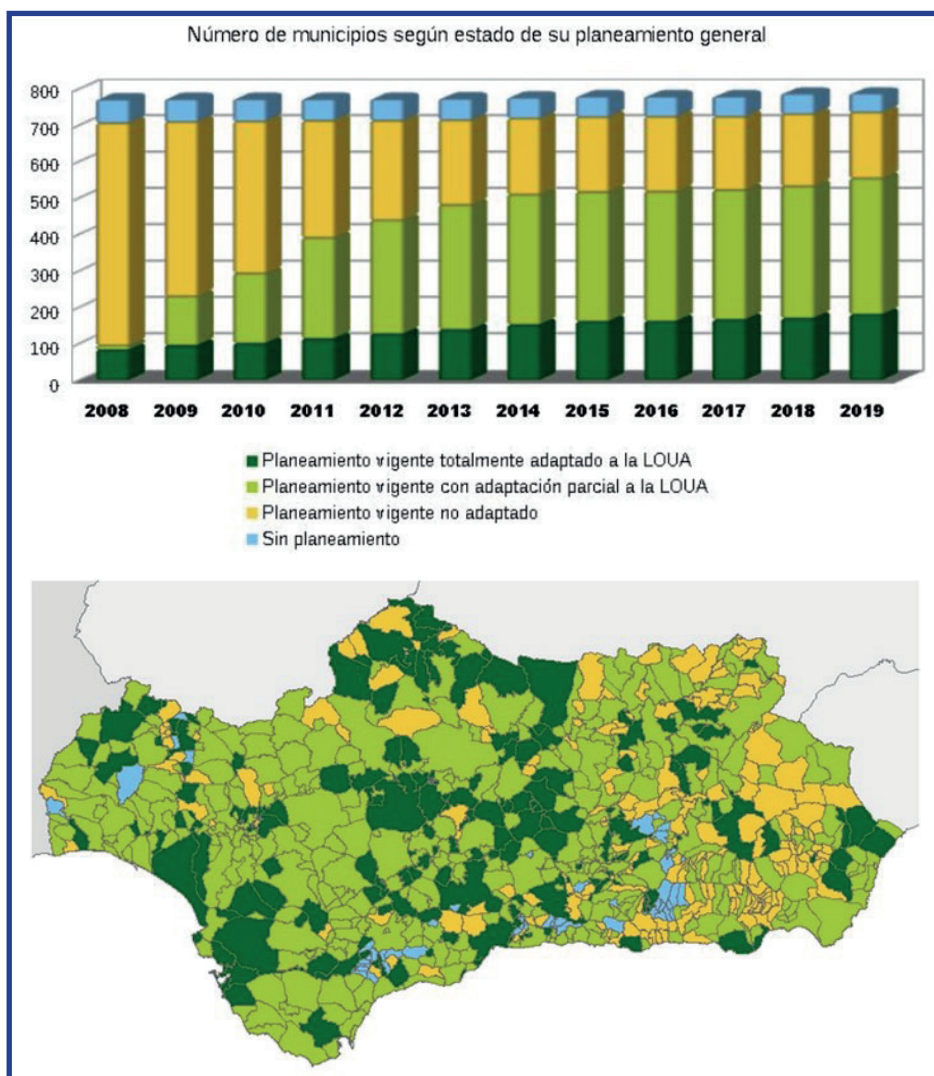 Número de municipios según estado de su planeamiento general
800
700
600
500
400
300
200
100
0
2008 2009 2010 2011 2012 2013 2014 2015 2016 2017 2018 2019
Planeamiento vigente totalmente adaptado a la LOUA
Planeamiento vigente con adaptación parcial a la LOUA
Planeamiento vigente no adaptado
Sin planeamiento